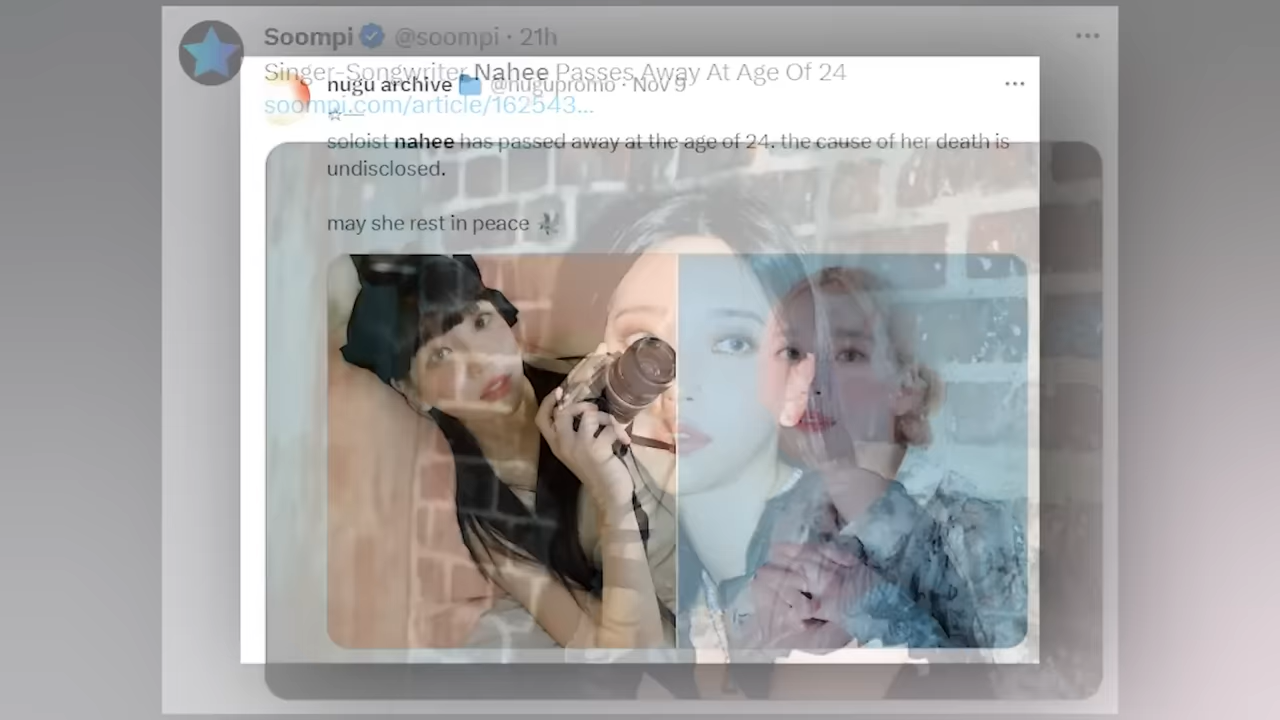 Soompi @soompi · 21h
Singer-Songwriter Nahee Passes Away At Age Of 24
soompi.com/article/162543...
nugu archive @nugupromo · Nov 9
soloist nahee has passed away at the age of 24. the cause of her death is
undisclosed.
may she rest in peace